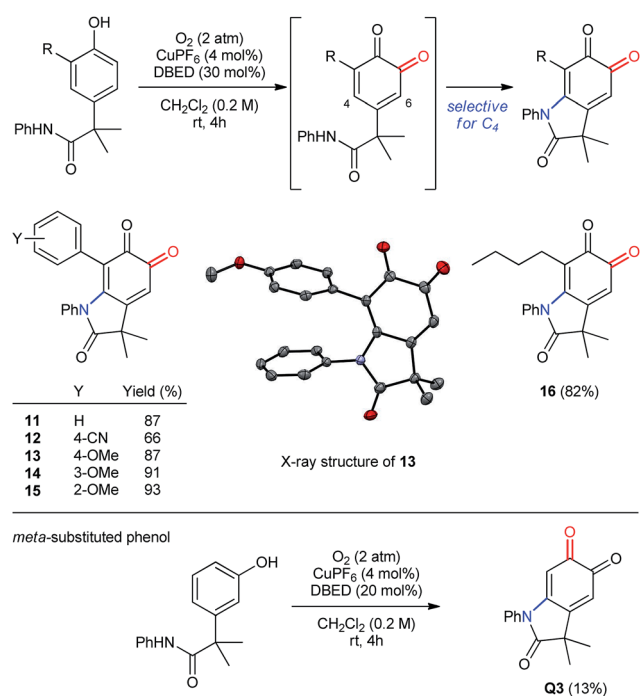 OH
R
PhHN
O
O₂ (2 atm)
CuPF₆ (4 mol%)
DBED (30 mol%)
CH₂Cl₂ (0.2 M)
rt, 4h
O
O
R
4
6
PhHN
O
selective
for C₄
O
O
R
PhN
O
Y
O
O
PhN
O
Y Yield (%)
11 H 87
12 4-CN 66
13 4-OMe 87
14 3-OMe 91
15 2-OMe 93
X-ray structure of 13
O
O
PhN
O
16 (82%)
meta-substituted phenol
OH
PhHN
O
O₂ (2 atm)
CuPF₆ (4 mol%)
DBED (20 mol%)
CH₂Cl₂ (0.2 M)
rt, 4h
O
O
PhN
O
Q3 (13%)